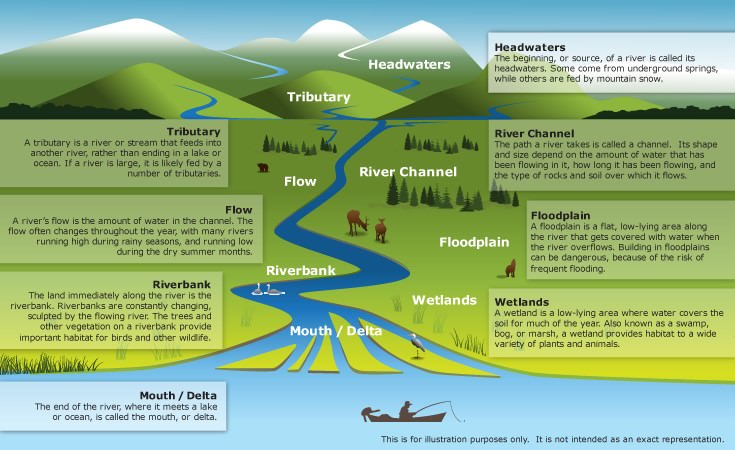 Headwaters
The beginning, or source, of a river is called its
headwaters. Some come from underground springs,
while others are fed by mountain snow.
Headwaters
Tributary
Tributary
A tributary is a river or stream that feeds into
another river, rather than ending in a lake or
ocean. If a river is large, it is likely fed by a
number of tributaries.
River Channel
The path a river takes is called a channel. Its shape
and size depend on the amount of water that has
been flowing in it, how long it has been flowing, and
the type of rocks and soil over which it flows.
River Channel
Flow
Flow
A river's flow is the amount of water in the channel. The
flow often changes throughout the year, with many rivers
running high during rainy seasons, and running low
during the dry summer months.
Floodplain
A floodplain is a flat, low-lying area along
the river that gets covered with water when
the river overflows. Building in floodplains
can be dangerous, because of the risk of
frequent flooding.
Floodplain
Riverbank
Riverbank
The land immediately along the river is the
riverbank. Riverbanks are constantly changing,
sculpted by the flowing river. The trees and
other vegetation on a riverbank provide
important habitat for birds and other wildlife.
Wetlands
Wetlands
A wetland is a low-lying area where water covers the
soil for much of the year. Also known as a swamp,
bog, or marsh, a wetland provides habitat to a wide
variety of plants and animals.
Mouth / Delta
Mouth / Delta
The end of the river, where it meets a lake
or ocean, is called the mouth, or delta.
This is for illustration purposes only. It is not intended as an exact representation.